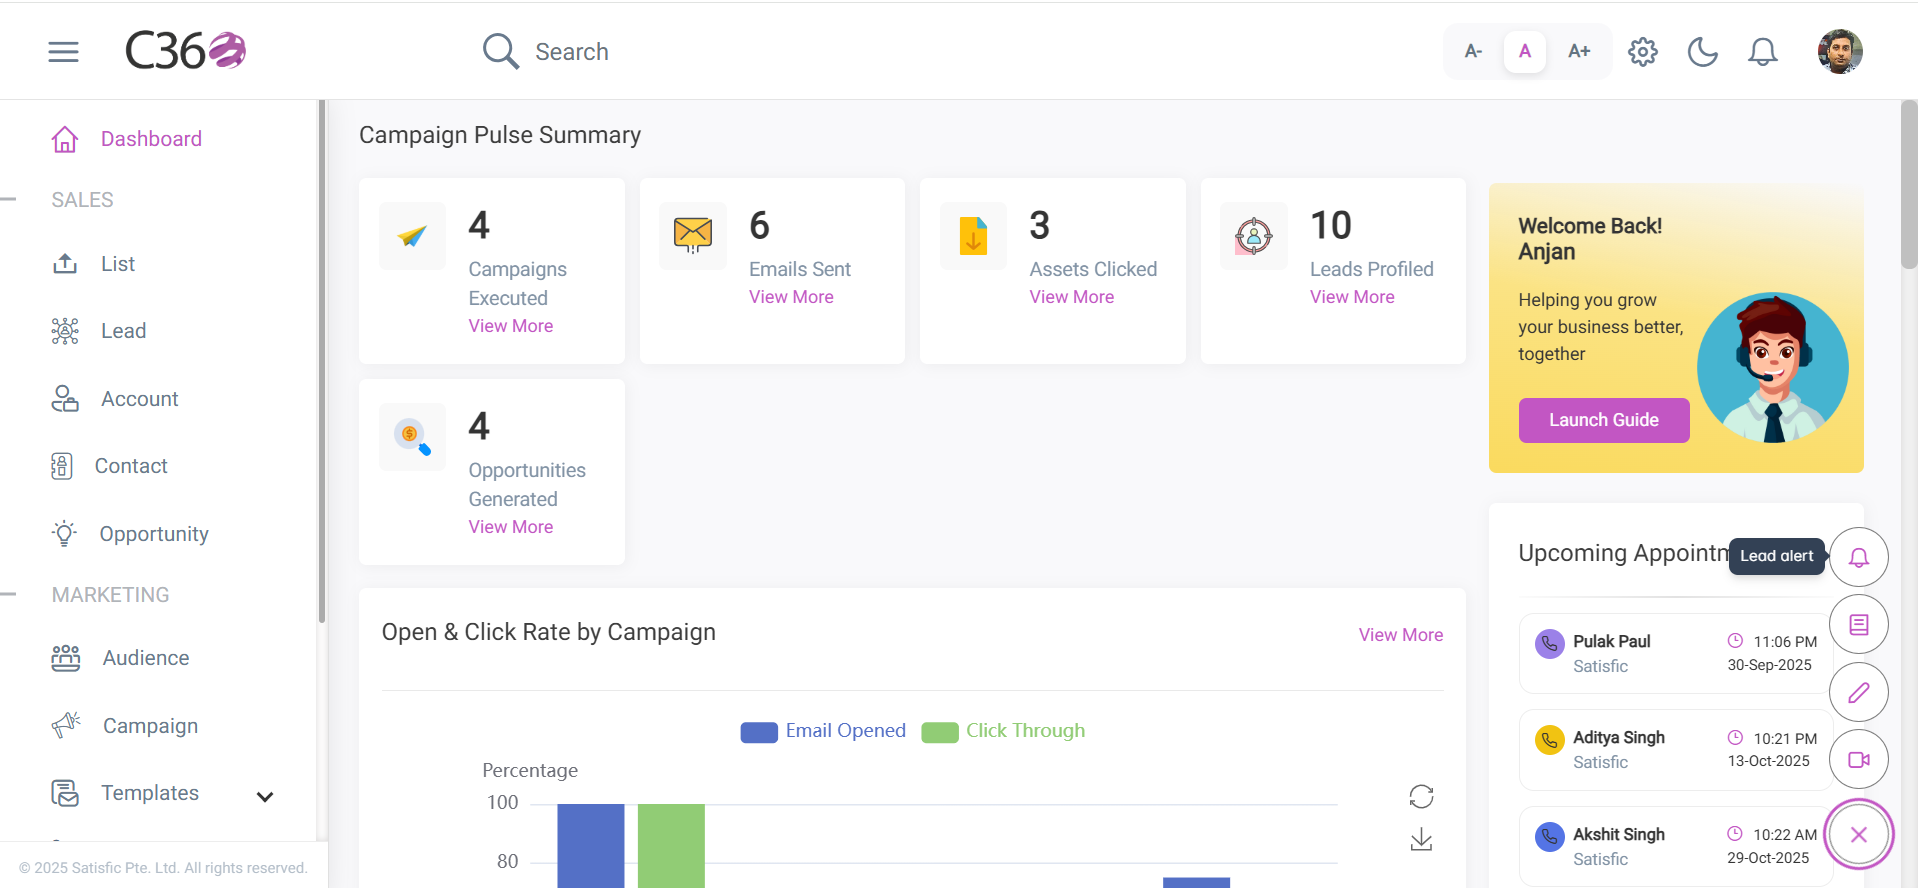 C360
Search
A-
A
A+
Dashboard
SALES
List
Lead
Account
Contact
Opportunity
MARKETING
Audience
Campaign
Templates
© 2025 Satisfic Pte. Ltd. All rights reserved.
Campaign Pulse Summary
4
Campaigns
Executed
View More
6
Emails Sent
View More
3
Assets Clicked
View More
10
Leads Profiled
View More
4
Opportunities
Generated
View More
Open & Click Rate by Campaign
View More
Email Opened
Click Through
Percentage
100
80
Welcome Back!
Anjan
Helping you grow
your business better,
together
Launch Guide
Upcoming Appointm
Lead alert
Pulak Paul
11:06 PM
Satisfic
30-Sep-2025
Aditya Singh
10:21 PM
Satisfic
13-Oct-2025
Akshit Singh
10:22 AM
Satisfic
29-Oct-2025